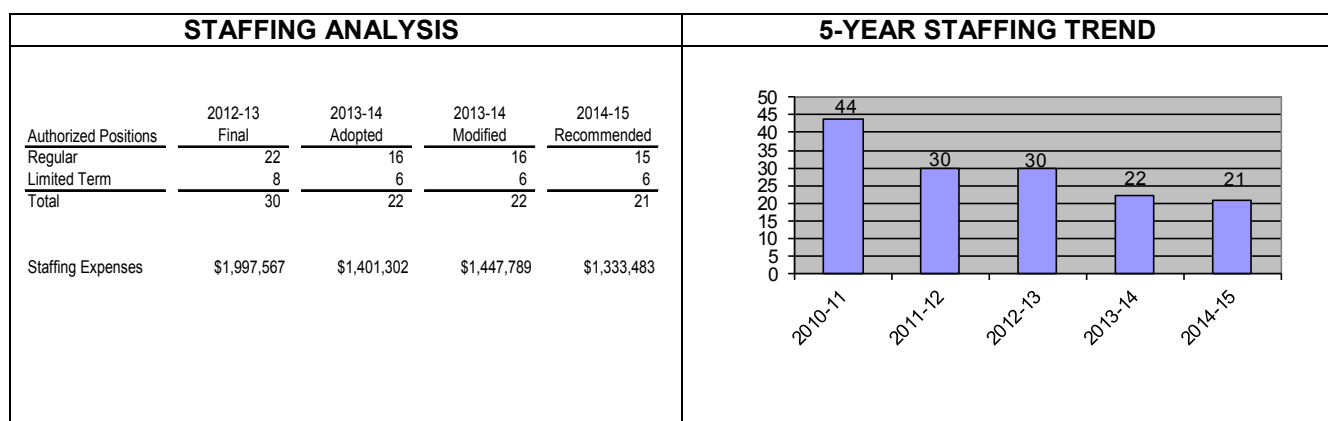 STAFFING ANALYSIS
5-YEAR STAFFING TREND
2012-13 2013-14 2013-14 2014-15
Authorized Positions Final Adopted Modified Recommended
Regular 22 16 16 15
Limited Term 8 6 6 6
Total 30 22 22 21
Staffing Expenses $1,997,567 $1,401,302 $1,447,789 $1,333,483
50
45
40
35
30
25
20
15
10
5
0
44
30
30
22
21
2010-11
2011-12
2012-13
2013-14
2014-15